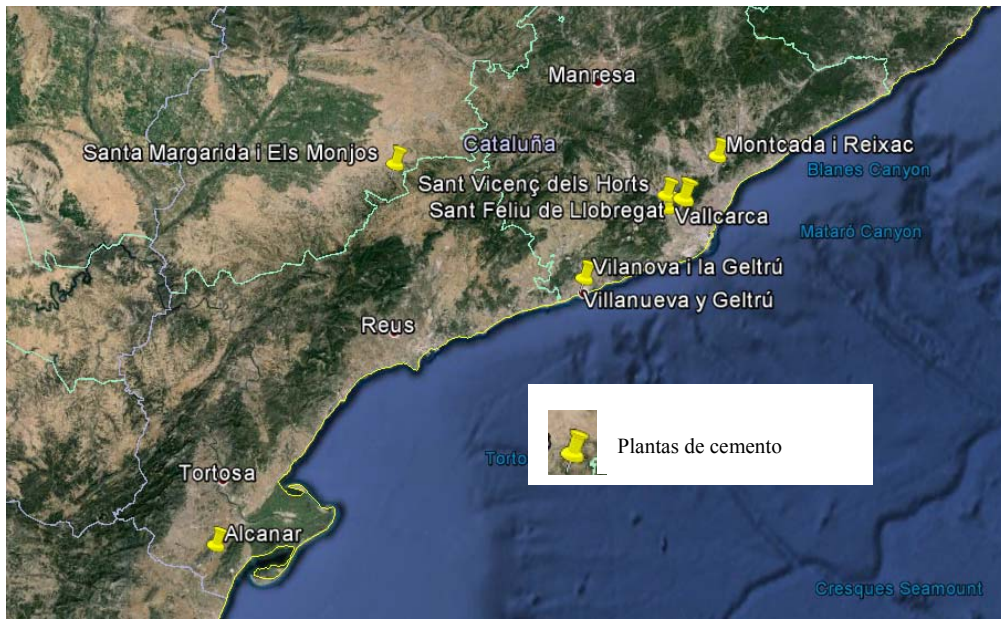 Manresa
Santa Margarida i Els Monjos
Cataluña
Montcada i Reixac
Blanes Canyon
Sant Vicenç dels Horts
Sant Feliu de Llobregat
Vallcarca
Mataró Canyon
Vilanova i la Geltrú
Villanueva y Geltrú
Reus
Plantas de cemento
Tortosa
Alcanar
Cresques Seamount